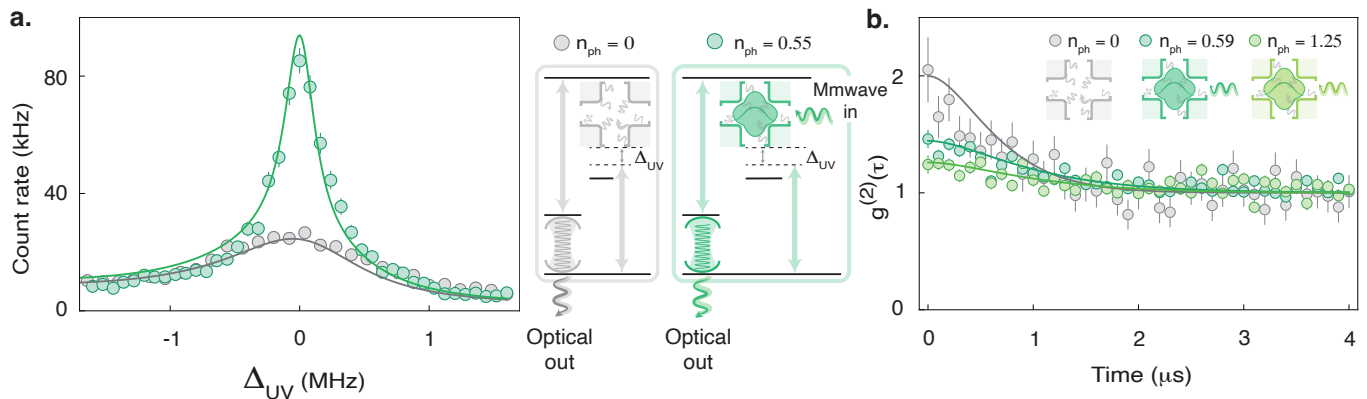 a.
Count rate (kHz)
80
40
0
-1
0
1
Δ_UV (MHz)
n_ph = 0
n_ph = 0.55
Mmwave
in
Δ_UV
Δ_UV
Optical
out
Optical
out
b.
g^(2)(τ)
2
1
0
n_ph = 0
n_ph = 0.59
n_ph = 1.25
0
1
2
3
4
Time (μs)